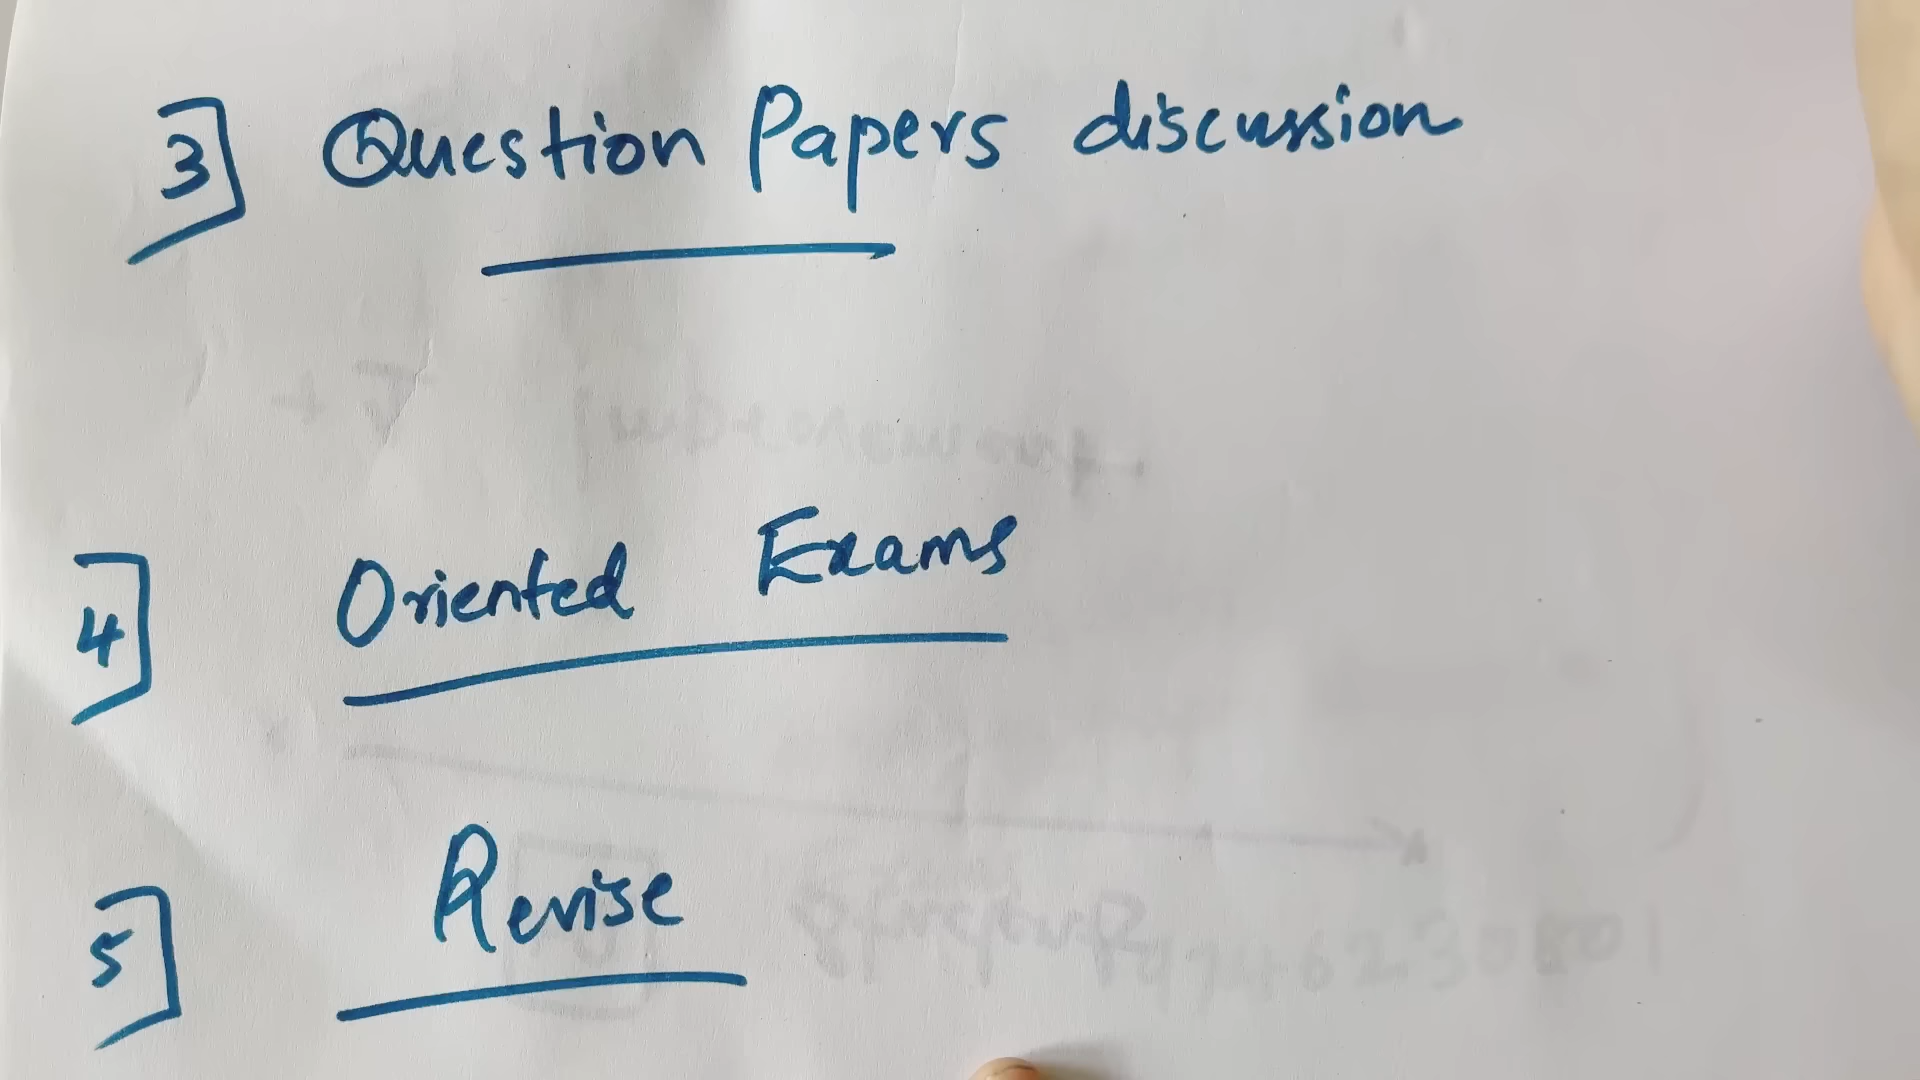 3] Question Papers discussion
4] Oriented Exams
5] Revise